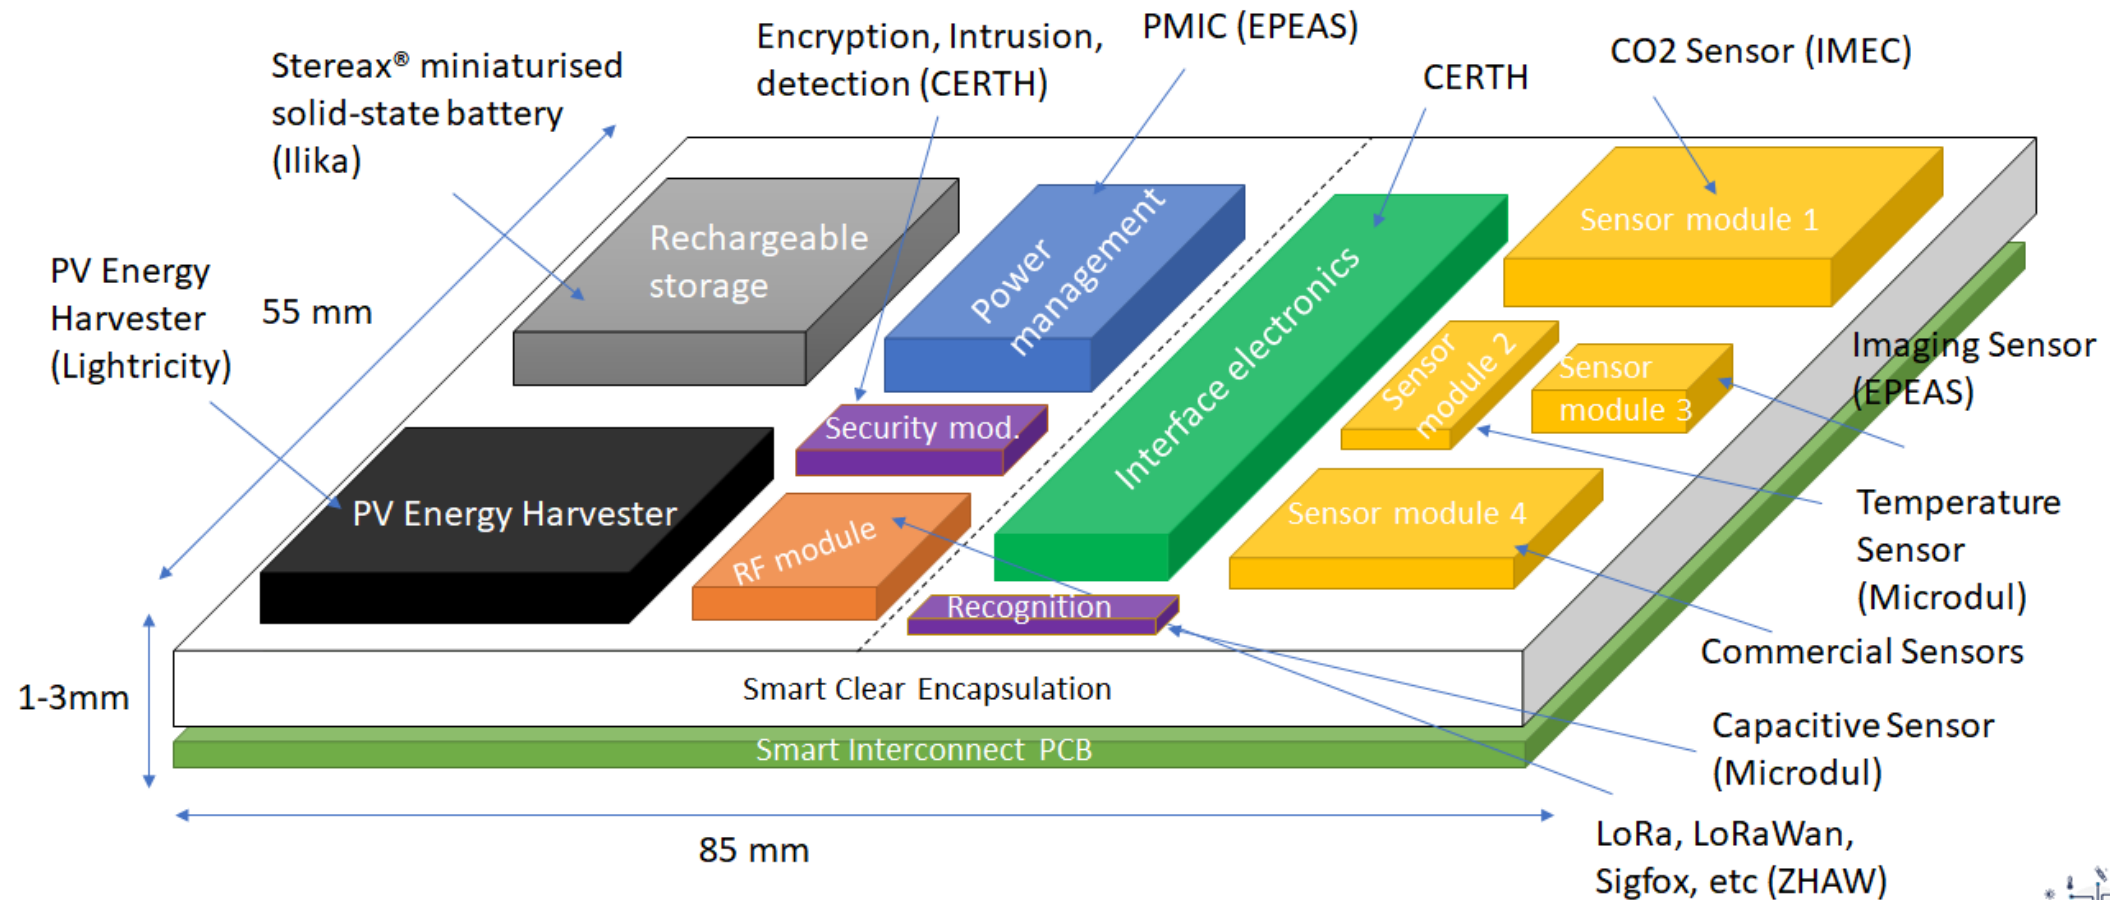 Stereax® miniaturised
solid-state battery
(Ilika)
Encryption, Intrusion,
detection (CERTH)
PMIC (EPEAS)
CERTH
CO2 Sensor (IMEC)
PV Energy
Harvester
(Lightricity)
55 mm
Rechargeable
storage
Power
management
Interface electronics
Sensor module 1
Sensor
module 2
Sensor
module 3
Imaging Sensor
(EPEAS)
Security mod.
PV Energy Harvester
RF module
Sensor module 4
Temperature
Sensor
(Microdul)
Recognition
Commercial Sensors
Smart Clear Encapsulation
1-3mm
Smart Interconnect PCB
Capacitive Sensor
(Microdul)
85 mm
LoRa, LoRaWan,
Sigfox, etc (ZHAW)